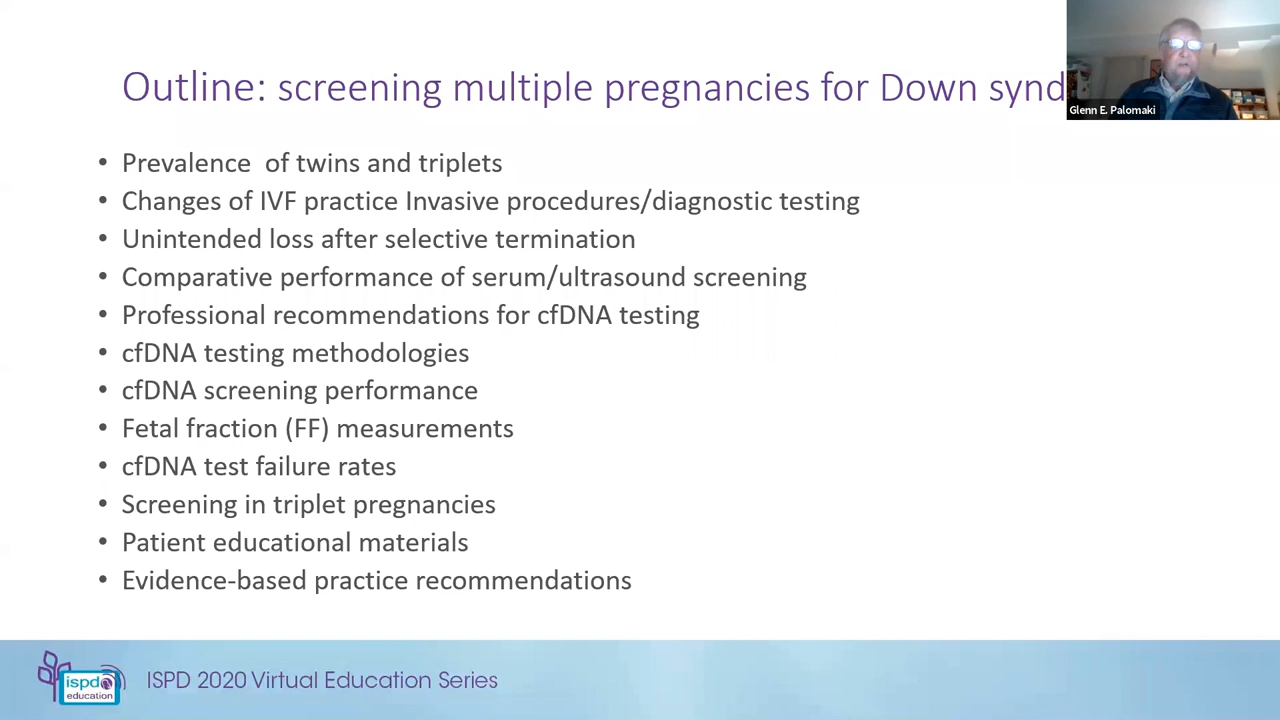 Outline: screening multiple pregnancies for Down synd
Glenn E. Palomaki
• Prevalence  of twins and triplets
• Changes of IVF practice Invasive procedures/diagnostic testing
• Unintended loss after selective termination
• Comparative performance of serum/ultrasound screening
• Professional recommendations for cfDNA testing
• cfDNA testing methodologies
• cfDNA screening performance
• Fetal fraction (FF) measurements
• cfDNA test failure rates
• Screening in triplet pregnancies
• Patient educational materials
• Evidence-based practice recommendations
ispd
education
ISPD 2020 Virtual Education Series